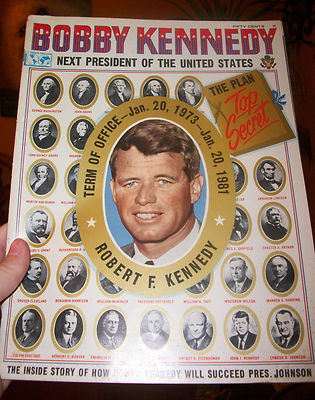 FIFTY CENTS
BOBBY KENNEDY
NEXT PRESIDENT OF THE UNITED STATES
THE PLAN
Top
Secret
GEORGE WASHINGTON
JOHN ADAMS
JOHN QUINCY ADAMS
ANDREW
MARTIN VAN BUREN
WILLIAM
ABRAHAM LINCOLN
TERM OF OFFICE—Jan. 20, 1973—Jan. 20, 1981
ROBERT F. KENNEDY
GRANT
RUTHERFORD B.
GARFIELD
CHESTER A. ARTHUR
GROVER CLEVELAND
BENJAMIN HARRISON
WILLIAM McKINLEY
THEODORE ROOSEVELT
WILLIAM H. TAFT
WOODROW WILSON
WARREN G. HARDING
CALVIN COOLIDGE
HERBERT C. HOOVER
FRANKLIN
DWIGHT D. EISENHOWER
JOHN F. KENNEDY
LYNDON B. JOHNSON
THE INSIDE STORY OF HOW BOBBY KENNEDY WILL SUCCEED PRES. JOHNSON